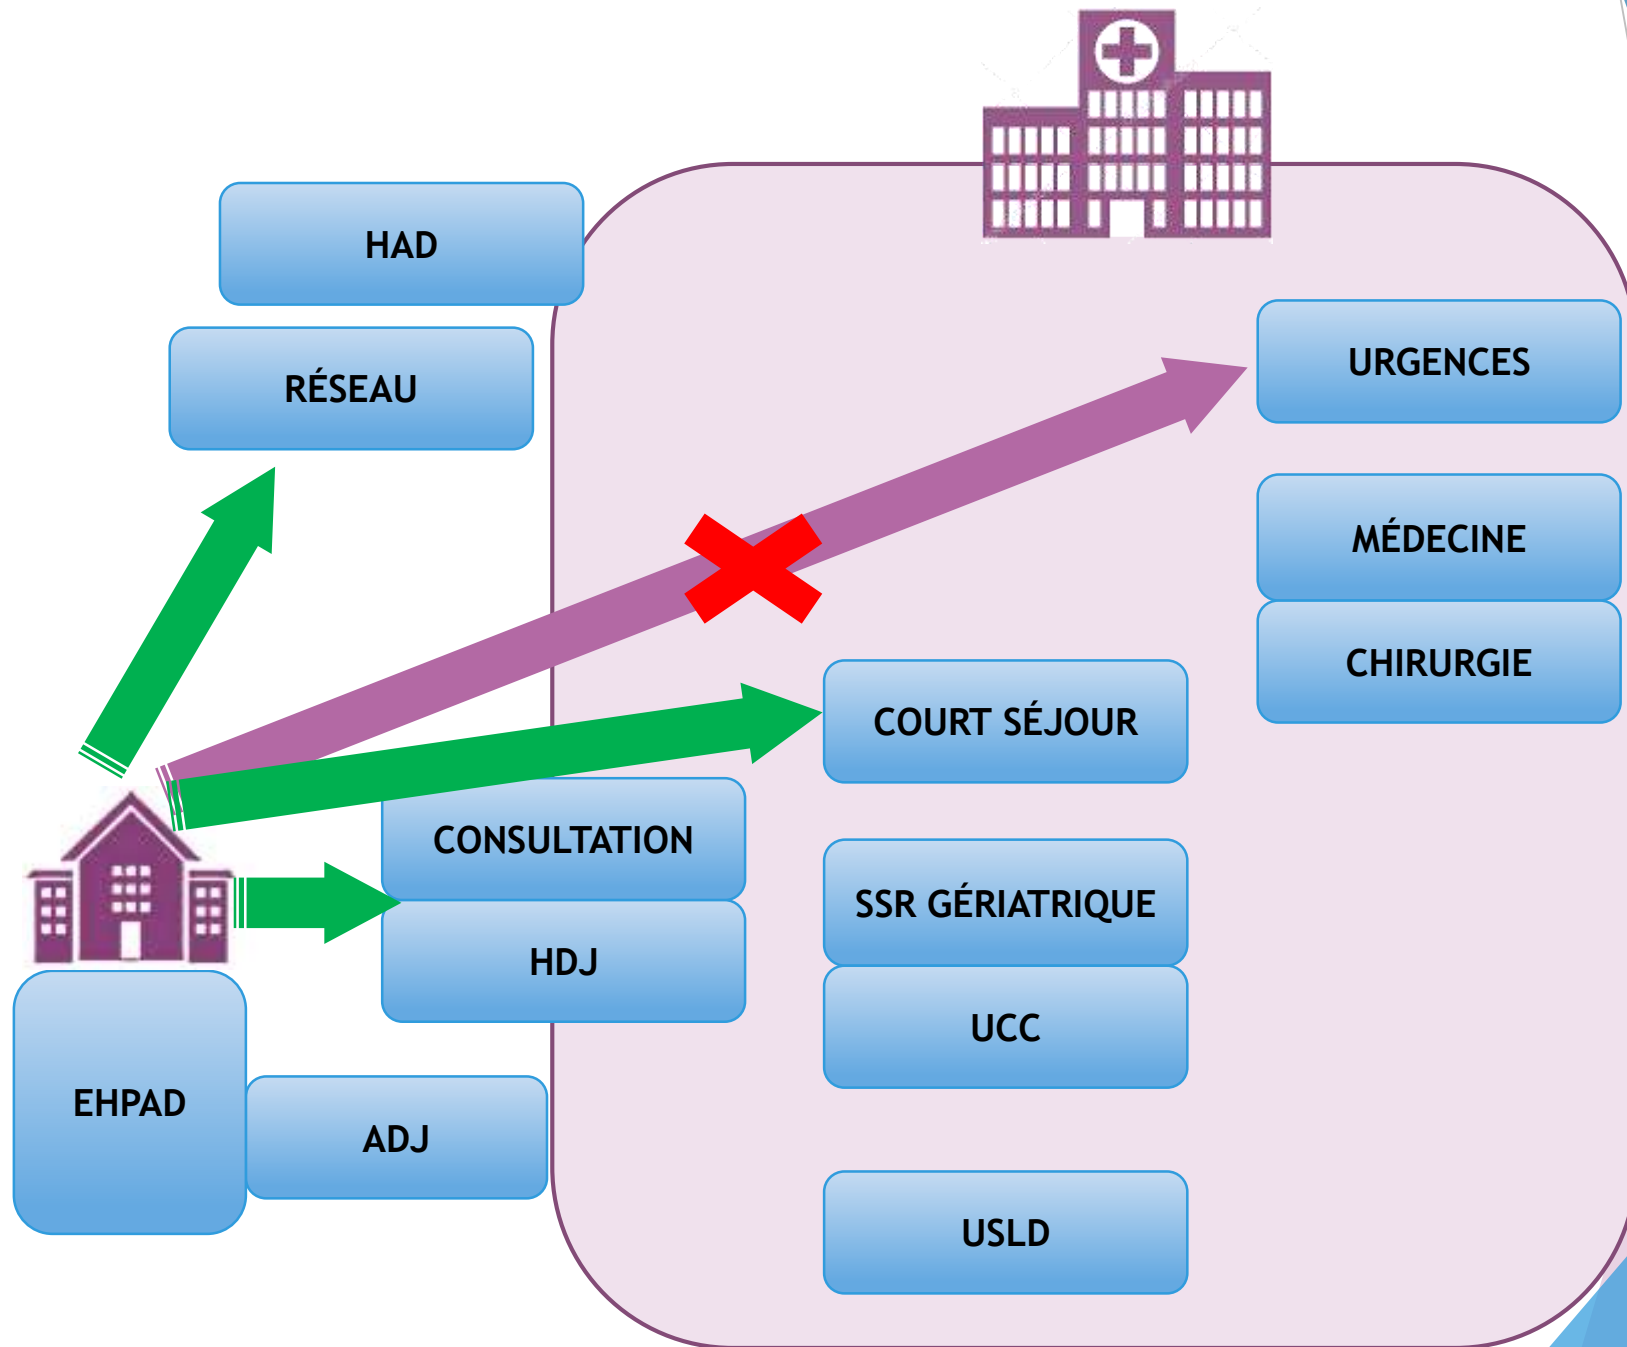 HAD
RÉSEAU
URGENCES
MÉDECINE
CHIRURGIE
COURT SÉJOUR
CONSULTATION
HDJ
SSR GÉRIATRIQUE
UCC
EHPAD
ADJ
USLD